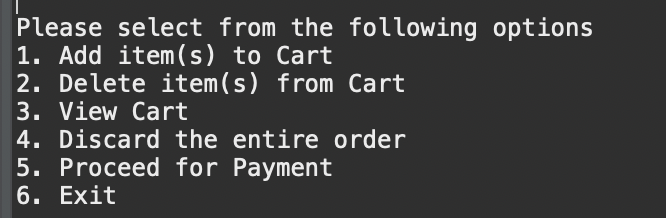 Please select from the following options
1. Add item(s) to Cart
2. Delete item(s) from Cart
3. View Cart
4. Discard the entire order
5. Proceed for Payment
6. Exit